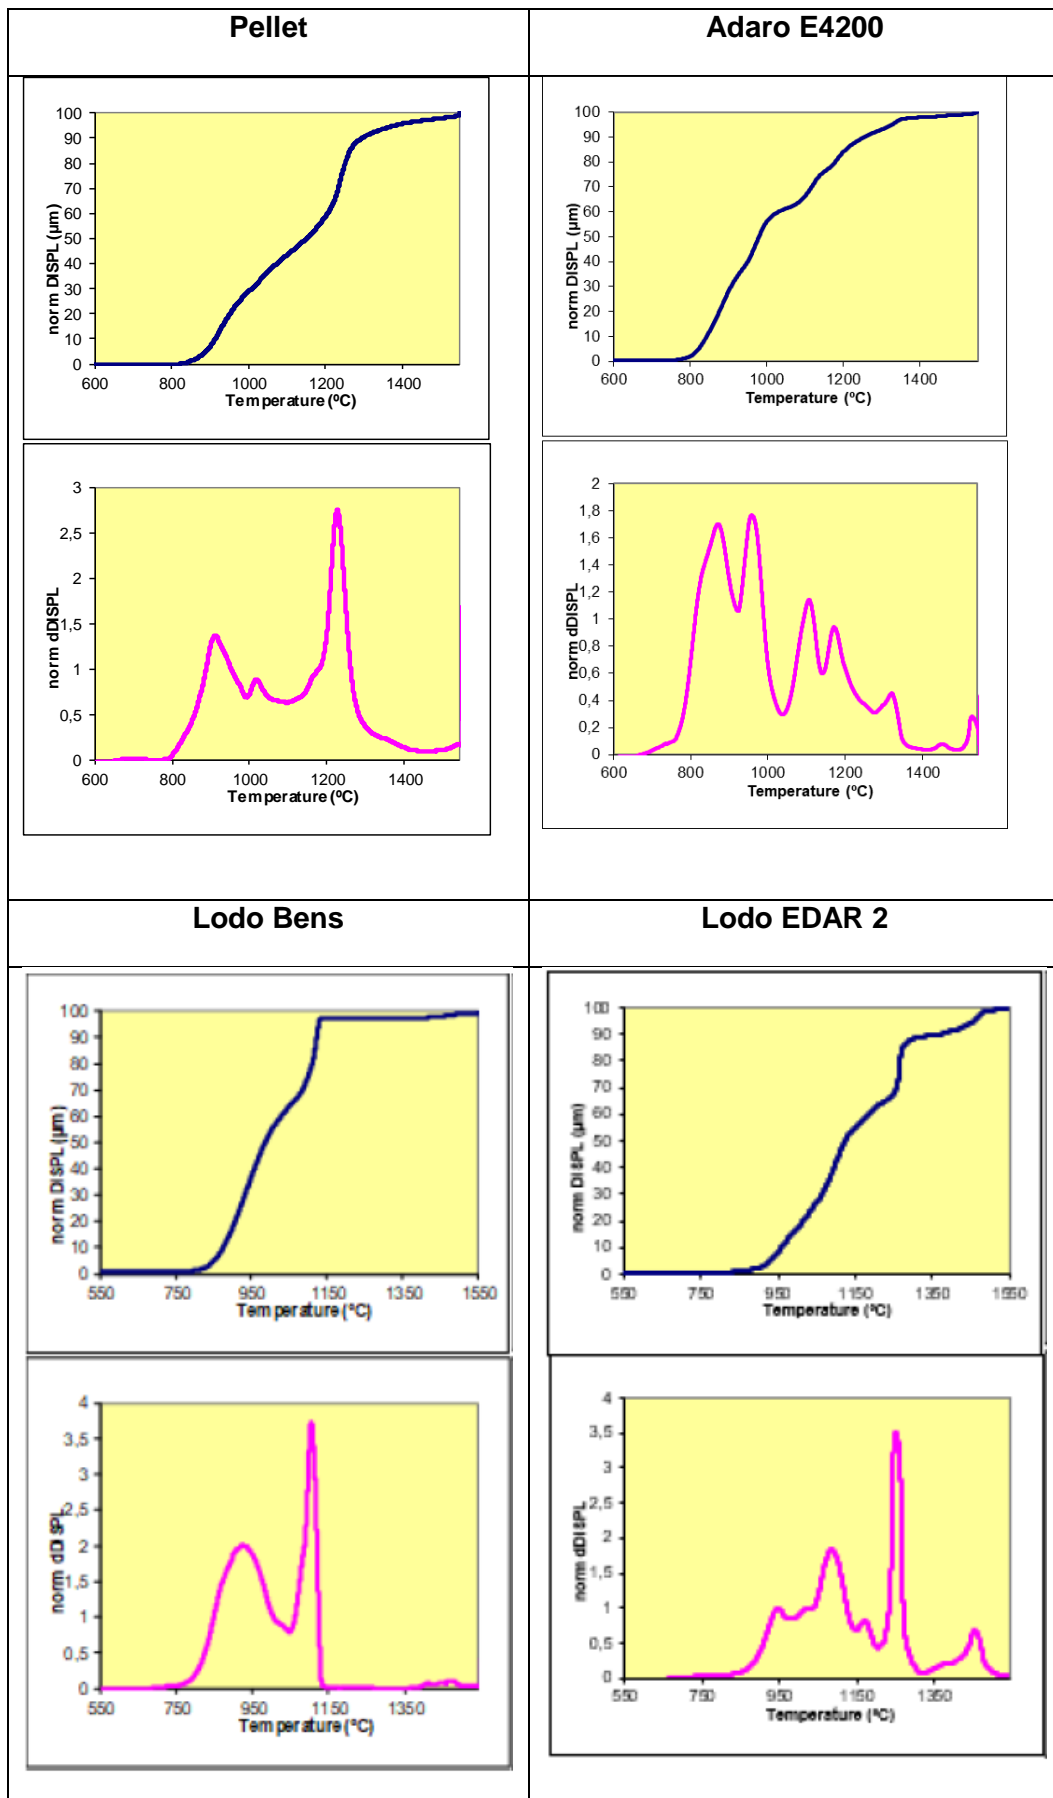 Pellet
Adaro E4200
100
90
80
70
60
50
40
30
20
10
0
norm DISPL (µm)
600 800 1000 1200 1400
Temperature (ºC)
100
90
80
70
60
50
40
30
20
10
0
norm DISPL (µm)
600 800 1000 1200 1400
Temperature (ºC)
3
2,5
2
1,5
1
0,5
0
norm dDISPL
600 800 1000 1200 1400
Temperature (ºC)
2
1,8
1,6
1,4
1,2
1
0,8
0,6
0,4
0,2
0
norm dDISPL
600 800 1000 1200 1400
Temperature (ºC)
Lodo Bens
Lodo EDAR 2
100
90
80
70
60
50
40
30
20
10
0
norm DISPL (µm)
550 750 950 1150 1350 1550
Temperature (ºC)
100
90
80
70
60
50
40
30
20
10
0
norm DISPL (µm)
550 750 950 1150 1350 1550
Temperature (ºC)
4
3,5
3
2,5
2
1,5
1
0,5
0
norm dDISPL
550 750 950 1150 1350
Temperature (ºC)
4
3,5
3
2,5
2
1,5
1
0,5
0
norm dDISPL
550 750 950 1150 1350
Temperature (ºC)